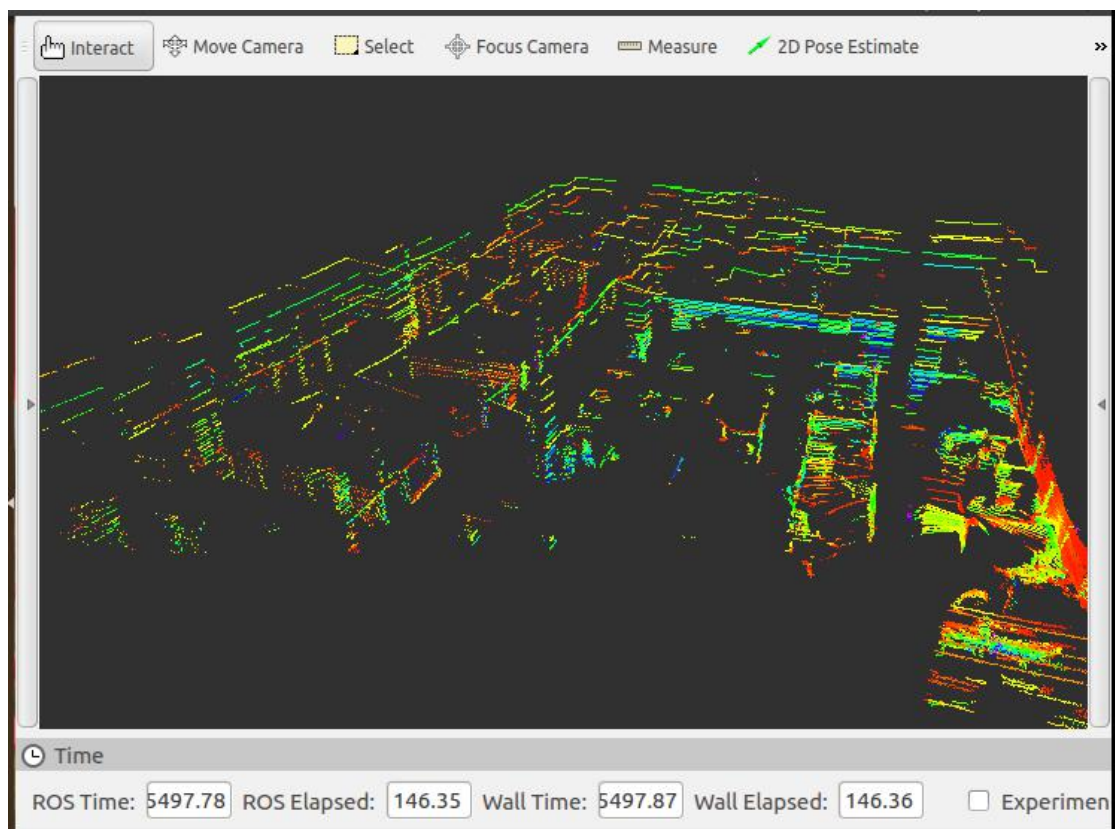 Interact Move Camera Select Focus Camera Measure 2D Pose Estimate »
Time
ROS Time: 5497.78 ROS Elapsed: 146.35 Wall Time: 5497.87 Wall Elapsed: 146.36 Experimen